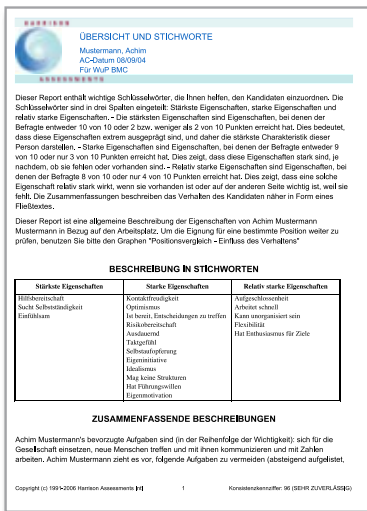 HARRISON
ASSESSMENTS
ÜBERSICHT UND STICHWORTE
Mustermann, Achim
AC-Datum 08/09/04
Für WuP BMC
Dieser Report enthält wichtige Schlüsselwörter, die Ihnen helfen, den Kandidaten einzuordnen. Die
Schlüsselwörter sind in drei Spalten eingeteilt: Stärkste Eigenschaften, starke Eigenschaften und
relativ starke Eigenschaften. - Die stärksten Eigenschaften sind Eigenschaften, bei denen der
Befragte entweder 10 von 10 oder 2 bzw. weniger als 2 von 10 Punkten erreicht hat. Dies bedeutet,
dass diese Eigenschaften extrem ausgeprägt sind, und daher die stärkste Charakteristik dieser
Person darstellen. - Starke Eigenschaften sind Eigenschaften, bei denen der Befragte entweder 9
von 10 oder nur 3 von 10 Punkten erreicht hat. Dies zeigt, dass diese Eigenschaften stark sind, je
nachdem, ob sie fehlen oder vorhanden sind. - Relativ starke Eigenschaften sind Eigenschaften, bei
denen der Befragte 8 von 10 oder nur 4 von 10 Punkten erreicht hat. Dies zeigt, dass eine solche
Eigenschaft relativ stark wirkt, wenn sie vorhanden ist oder auf der anderen Seite wichtig ist, weil sie
fehlt. Die Zusammenfassungen beschreiben das Verhalten des Kandidaten näher in Form eines
Fließtextes.
Dieser Report ist eine allgemeine Beschreibung der Eigenschaften von Achim Mustermann
Mustermann in Bezug auf den Arbeitsplatz. Um die Eignung für eine bestimmte Position weiter zu
prüfen, benutzen Sie bitte den Graphen "Positionsvergleich - Einfluss des Verhaltens"
BESCHREIBUNG IN STICHWORTEN
Stärkste Eigenschaften Starke Eigenschaften Relativ starke Eigenschaften
Hilfsbereitschaft Kontaktfreudigkeit Aufgeschlossenheit
Sucht Selbstständigkeit Optimismus Arbeitet schnell
Einfühlsam Ist bereit, Entscheidungen zu treffen Kann unorganisiert sein
Risikobereitschaft Flexibilität
Ausdauernd Hat Enthusiasmus für Ziele
Taktgefühl
Selbstaufopferung
Eigeninitiative
Idealismus
Mag keine Strukturen
Hat Führungswillen
Eigenmotivation
ZUSAMMENFASSENDE BESCHREIBUNGEN
Achim Mustermann's bevorzugte Aufgaben sind (in der Reihenfolge der Wichtigkeit): sich für die
Gesellschaft einsetzen, neue Menschen treffen und mit ihnen kommunizieren und mit Zahlen
arbeiten. Achim Mustermann zieht es vor, folgende Aufgaben zu vermeiden (absteigend aufgelistet,
Copyright (c) 1991-2006 Harrison Assessments Int| 1 Konsistenzkennziffer: 96 (SEHR ZUVERLÄSSIG)